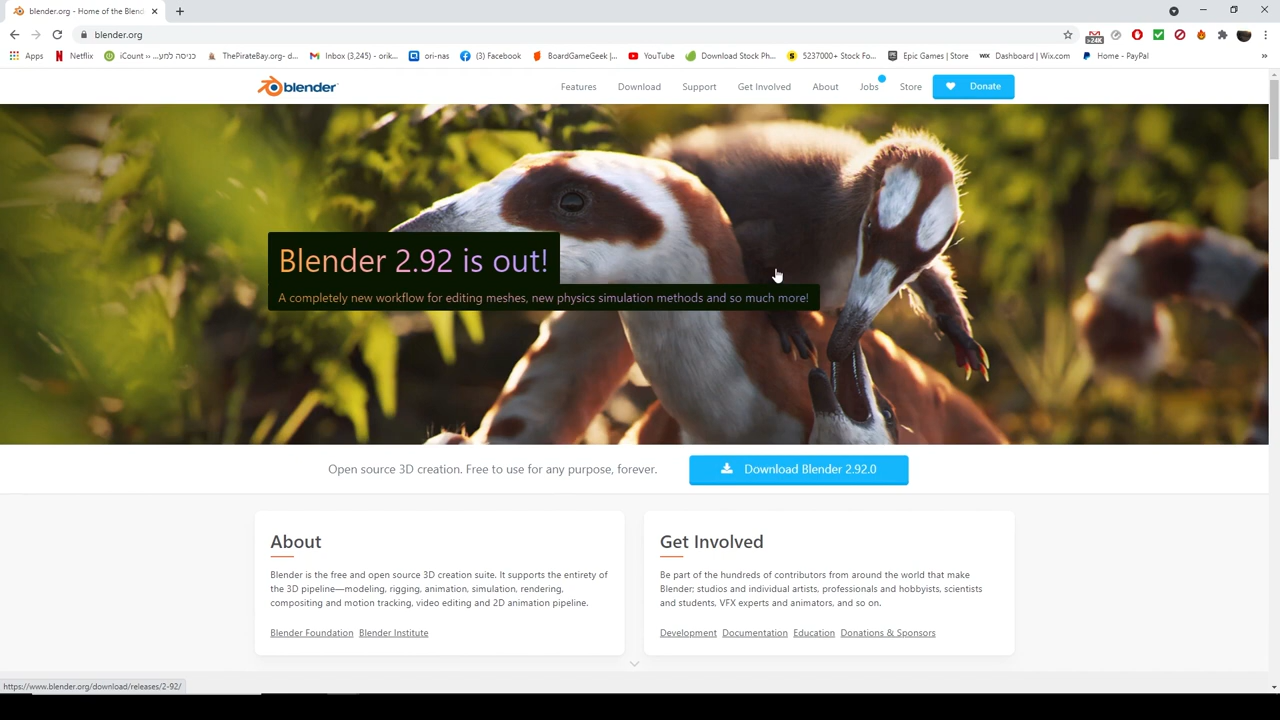 blender.org - Home of the Blend
blender.org
Apps
Netflix
iCount »... כניסה למע
ThePirateBay.org- d...
Inbox (3,245) - orik...
ori-nas
(3) Facebook
BoardGameGeek |...
YouTube
Download Stock Ph...
5237000+ Stock Fo...
Epic Games | Store
WIX Dashboard | Wix.com
Home - PayPal
»
>24K
blender
Features
Download
Support
Get Involved
About
Jobs
Store
Donate
Blender 2.92 is out!
A completely new workflow for editing meshes, new physics simulation methods and so much more!
Open source 3D creation. Free to use for any purpose, forever.
Download Blender 2.92.0
About
Blender is the free and open source 3D creation suite. It supports the entirety of
the 3D pipeline—modeling, rigging, animation, simulation, rendering,
compositing and motion tracking, video editing and 2D animation pipeline.
Blender Foundation Blender Institute
Get Involved
Be part of the hundreds of contributors from around the world that make
Blender; studios and individual artists, professionals and hobbyists, scientists
and students, VFX experts and animators, and so on.
Development Documentation Education Donations & Sponsors
https://www.blender.org/download/releases/2-92/